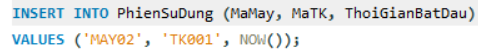 INSERT INTO PhienSuDung (MaMay, MaTK, ThoiGianBatDau)
VALUES ('MAY02', 'TK001', NOW());